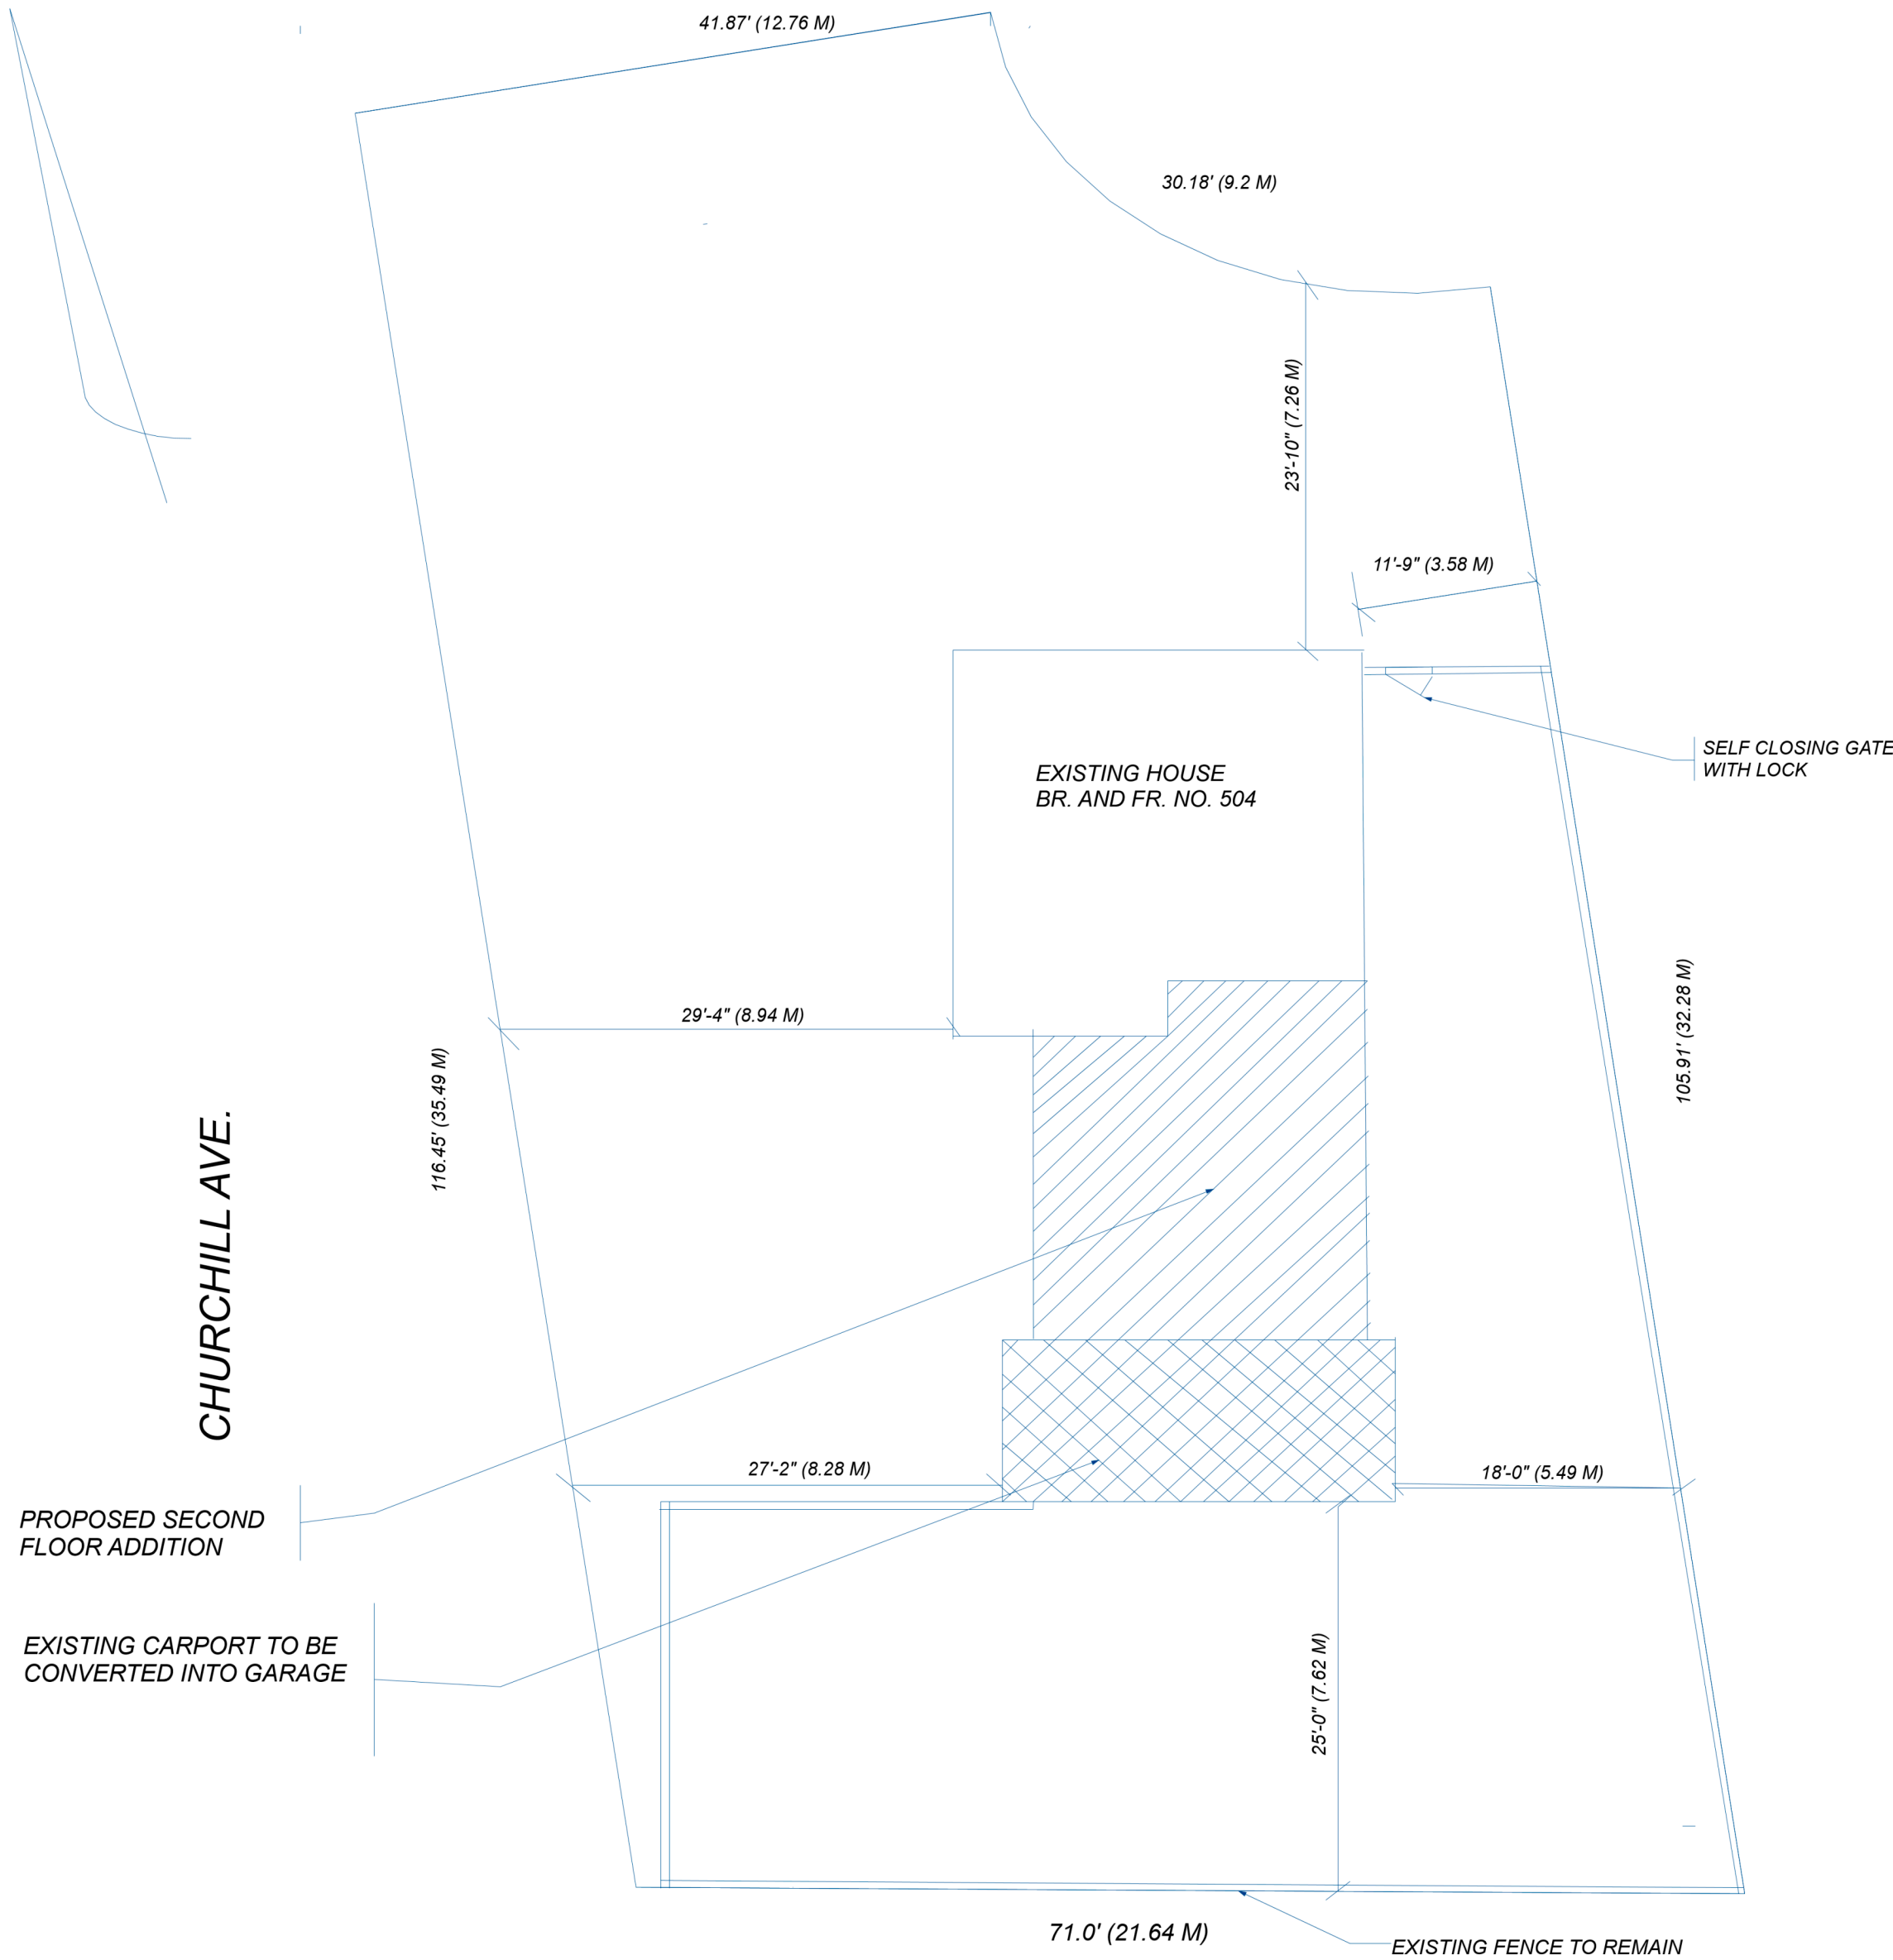 41.87' (12.76 M)
30.18' (9.2 M)
23'-10" (7.26 M)
11'-9" (3.58 M)
SELF CLOSING GATE
WITH LOCK
EXISTING HOUSE
BR. AND FR. NO. 504
29'-4" (8.94 M)
116.45' (35.49 M)
105.91' (32.28 M)
CHURCHILL AVE.
27'-2" (8.28 M)
18'-0" (5.49 M)
PROPOSED SECOND
FLOOR ADDITION
EXISTING CARPORT TO BE
CONVERTED INTO GARAGE
25'-0" (7.62 M)
71.0' (21.64 M)
EXISTING FENCE TO REMAIN